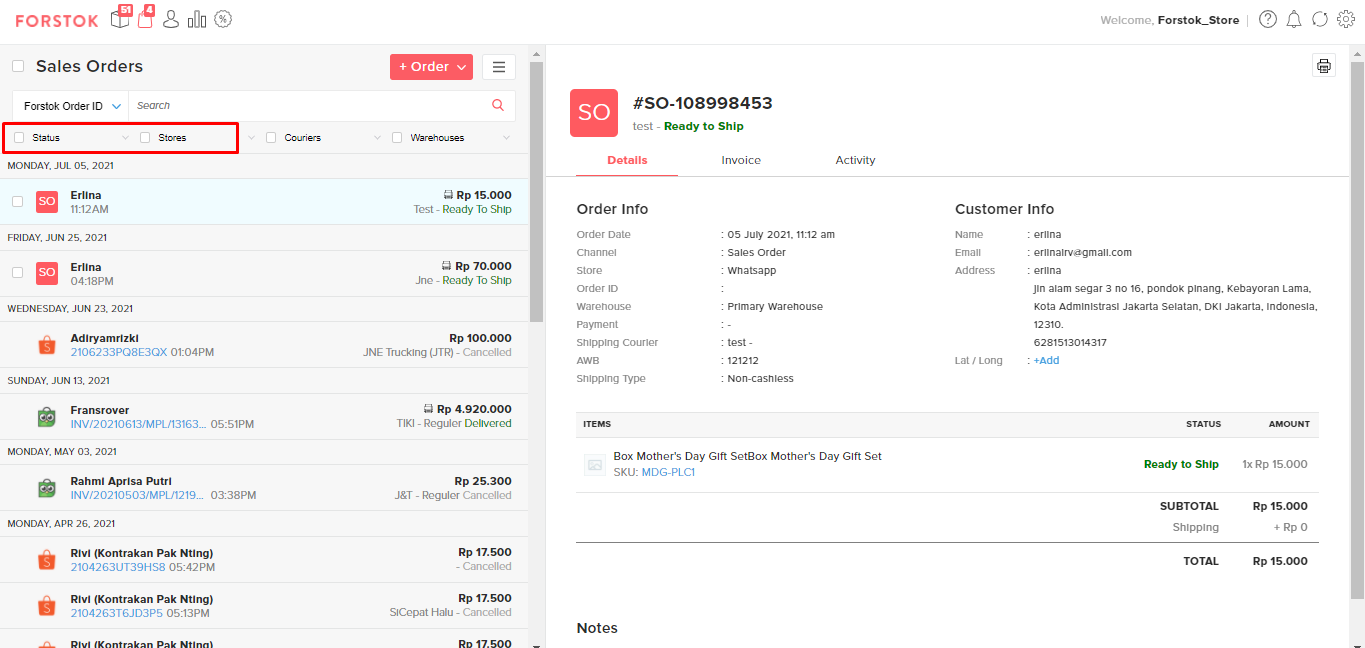 FORSTOK 51 4 %
Welcome, Forstok_Store
Sales Orders
+ Order
Forstok Order ID Search
Status Stores Couriers Warehouses
MONDAY, JUL 05, 2021
SO Erlina Rp 15.000
11:12AM Test - Ready To Ship
FRIDAY, JUN 25, 2021
SO Erlina Rp 70.000
04:18PM Jne - Ready To Ship
WEDNESDAY, JUN 23, 2021
Adiryamrizki Rp 100.000
2106233PQ8E3QX 01:04PM JNE Trucking (JTR) - Cancelled
SUNDAY, JUN 13, 2021
Fransrover Rp 4.920.000
INV/20210613/MPL/13163... 05:51PM TIKI - Reguler Delivered
MONDAY, MAY 03, 2021
Rahmi Aprisa Putri Rp 25.300
INV/20210503/MPL/1219... 03:38PM J&T - Reguler Cancelled
MONDAY, APR 26, 2021
Rivi (Kontrakan Pak Nting) Rp 17.500
2104263UT39HS8 05:42PM - Cancelled
Rivi (Kontrakan Pak Nting) Rp 17.500
2104263T6JD3P5 05:13PM SiCepat Halu - Cancelled
Rivi (Kontrakan Pak Nting) Rp 17.500
SO #SO-108998453
test - Ready to Ship
Details Invoice Activity
Order Info
Order Date : 05 July 2021, 11:12 am
Channel : Sales Order
Store : Whatsapp
Order ID :
Warehouse : Primary Warehouse
Payment : -
Shipping Courier : test -
AWB : 121212
Shipping Type : Non-cashless
Customer Info
Name : erlina
Email : erlinalrv@gmail.com
Address : erlina
jln alam segar 3 no 16, pondok pinang, Kebayoran Lama,
Kota Administrasi Jakarta Selatan, DKI Jakarta, Indonesia,
12310.
6281513014317
Lat / Long : +Add
ITEMS STATUS AMOUNT
Box Mother's Day Gift SetBox Mother's Day Gift Set
SKU: MDG-PLC1 Ready to Ship 1x Rp 15.000
SUBTOTAL Rp 15.000
Shipping + Rp 0
TOTAL Rp 15.000
Notes